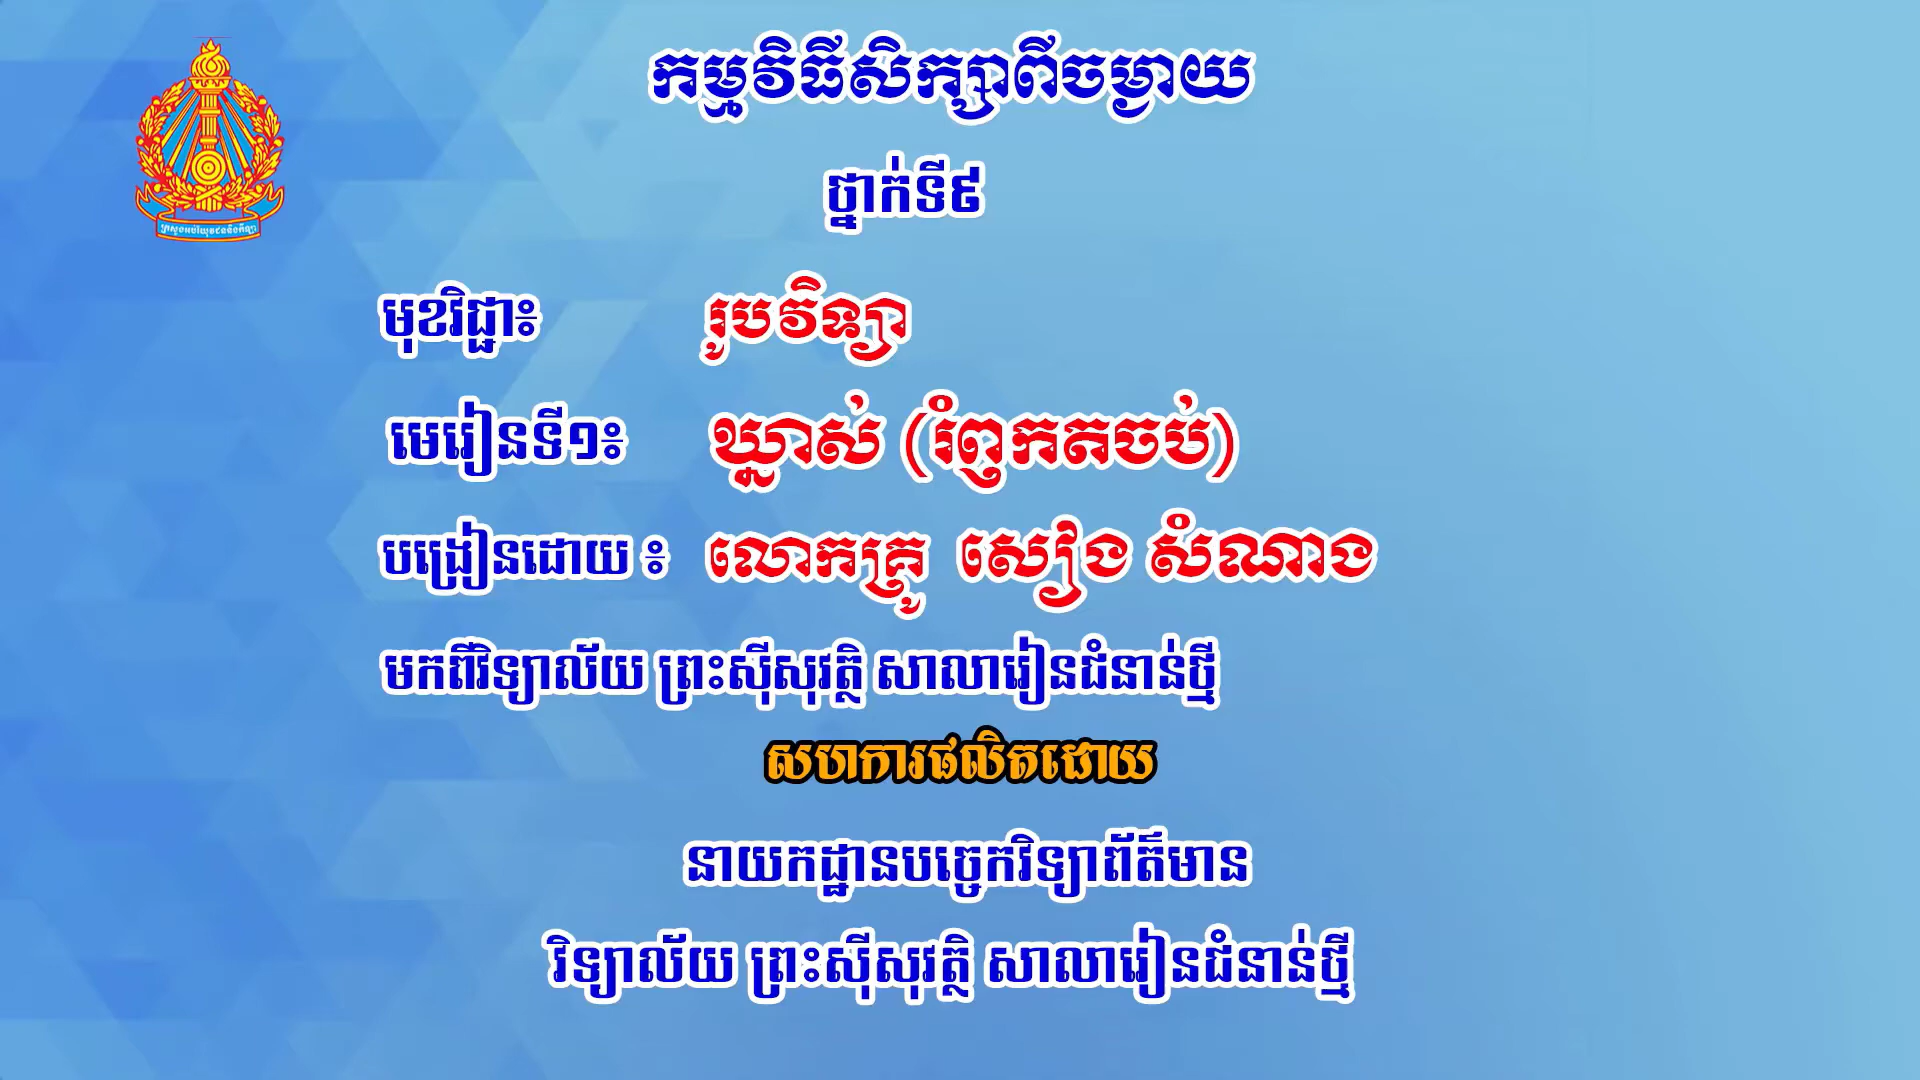 កម្មវិធីសិក្សាពីចម្ងាយ
ថ្នាក់ទី៩
មុខវិជ្ជា៖ រូបវិទ្យា
មេរៀនទី១៖ ឃ្នាស់ (រំឭកតចប់)
បង្រៀនដោយ ៖ លោកគ្រូ សៀង សំណាង
មកពីវិទ្យាល័យ ព្រះស៊ីសុវត្ថិ សាលារៀនជំនាន់ថ្មី
សហការផលិតដោយ
នាយកដ្ឋានបច្ចេកវិទ្យាព័ត៌មាន
វិទ្យាល័យ ព្រះស៊ីសុវត្ថិ សាលារៀនជំនាន់ថ្មី